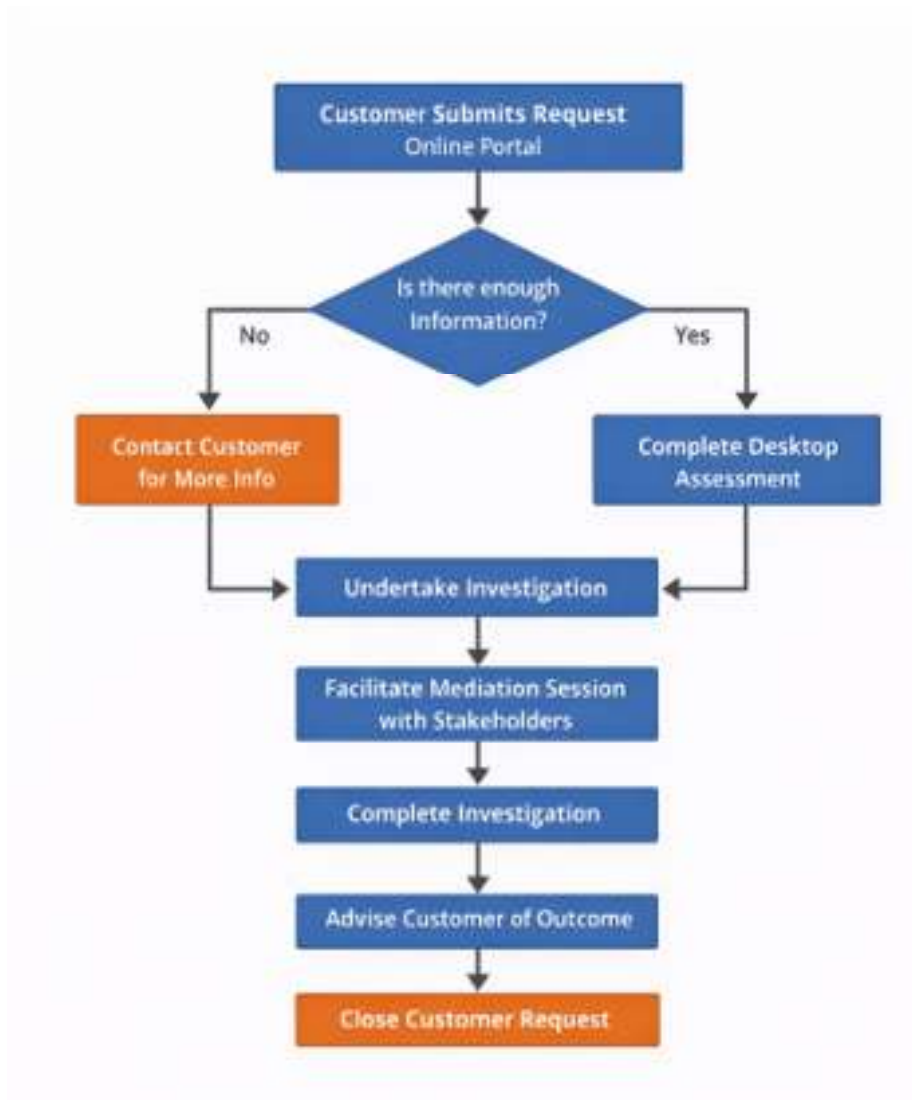 Customer Submits Request
Online Portal
Is there enough
Information?
No
Yes
Contact Customer
for More Info
Complete Desktop
Assessment
Undertake Investigation
Facilitate Mediation Session
with Stakeholders
Complete Investigation
Advise Customer of Outcome
Close Customer Request